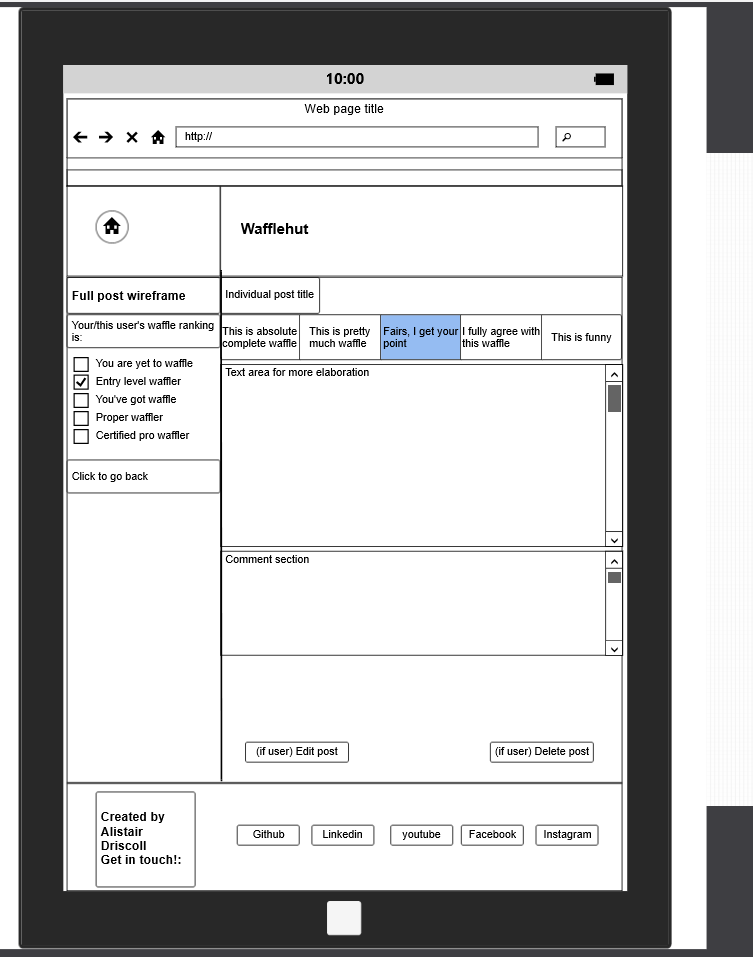 10:00
Web page title
http://
Wafflehut
Full post wireframe
Individual post title
Your/this user's waffle ranking
is:
This is absolute
complete waffle
This is pretty
much waffle
Fairs, I get your
point
I fully agree with
this waffle
This is funny
You are yet to waffle
Entry level waffler
You've got waffle
Proper waffler
Certified pro waffler
Click to go back
Text area for more elaboration
Comment section
(if user) Edit post
(if user) Delete post
Created by
Alistair
Driscoll
Get in touch!:
Github
Linkedin
youtube
Facebook
Instagram